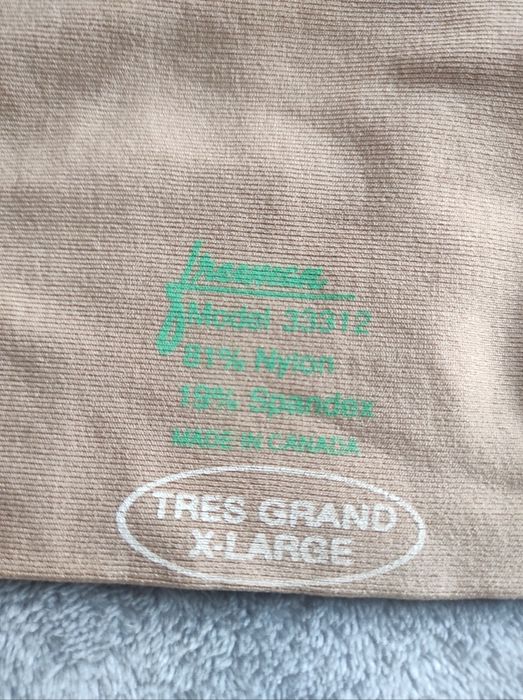 Model 33312
81% Nylon
19% Spandex
MADE IN CANADA
TRES GRAND
X-LARGE